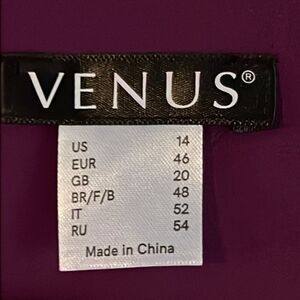 VENUS®
US 14
EUR 46
GB 20
BR/F/B 48
IT 52
RU 54
Made in China